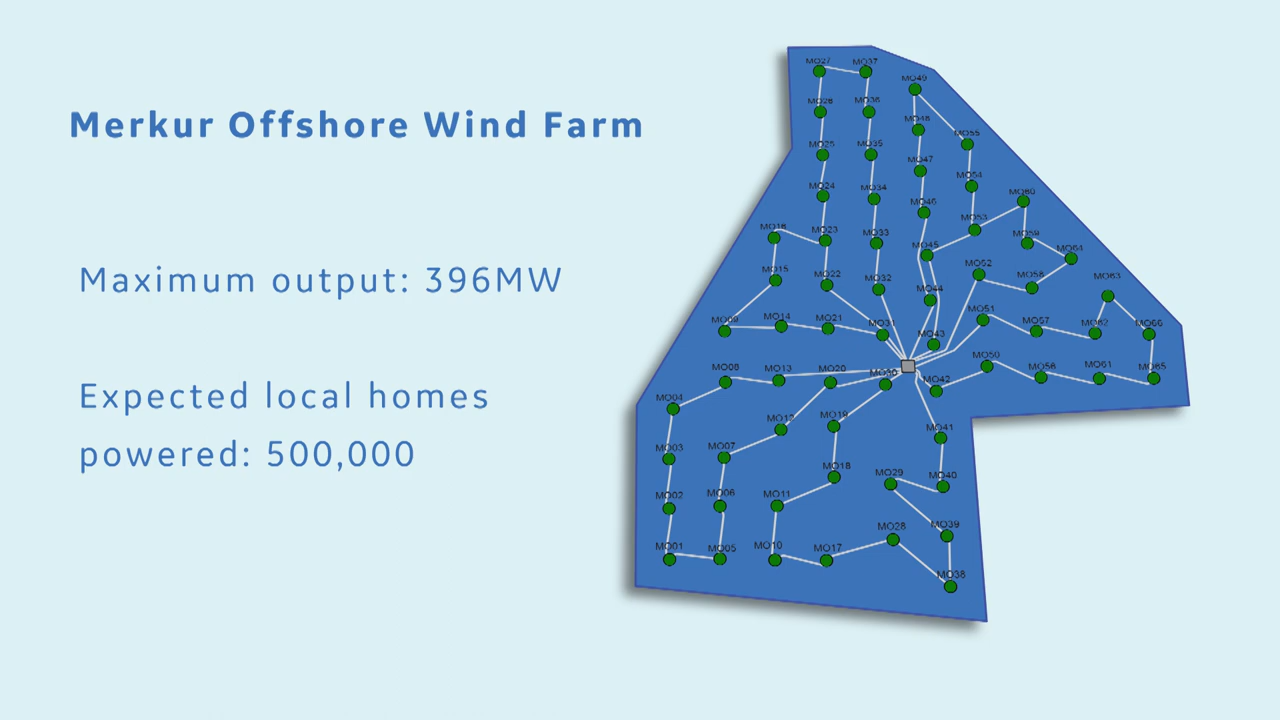 Merkur Offshore Wind Farm
Maximum output: 396MW
Expected local homes
powered: 500,000
MO27 MO37
MO49
MO26 MO36
MO48 MO55
MO25 MO35
MO47
MO24 MO34 MO54
MO46 MO60
MO16 MO23 MO33 MO53 MO59
MO45 MO64
MO15 MO22 MO32 MO52 MO58 MO63
MO44
MO09 MO14 MO21 MO31 MO51 MO57 MO62 MO66
MO43
MO08 MO13 MO20 MO30 MO42 MO50 MO56 MO61 MO65
MO04
MO12 MO19 MO41
MO03 MO07
MO18 MO29 MO40
MO02 MO06 MO11
MO28 MO39
MO01 MO05 MO10 MO17
MO38